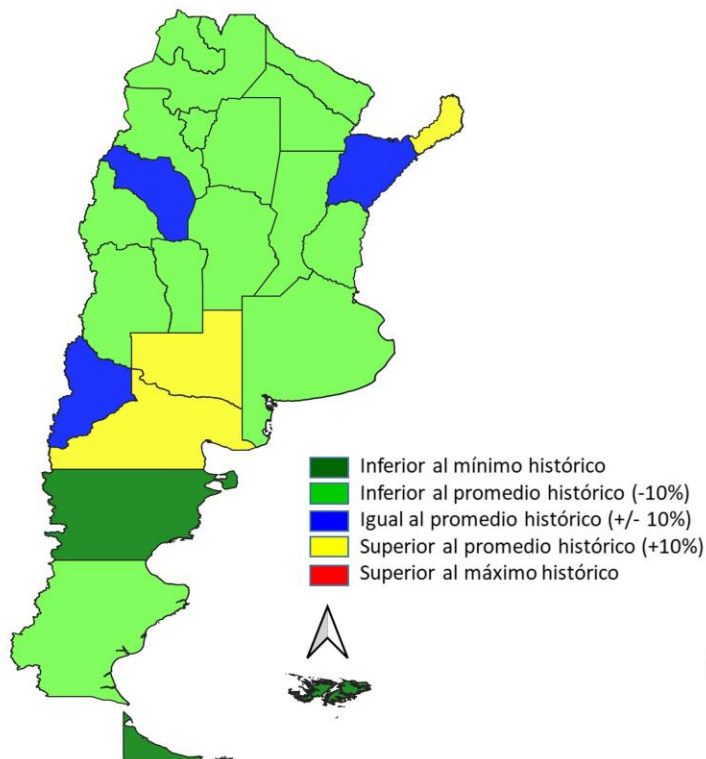 Inferior al mínimo histórico
Inferior al promedio histórico (-10%)
Igual al promedio histórico (+/- 10%)
Superior al promedio histórico (+10%)
Superior al máximo histórico